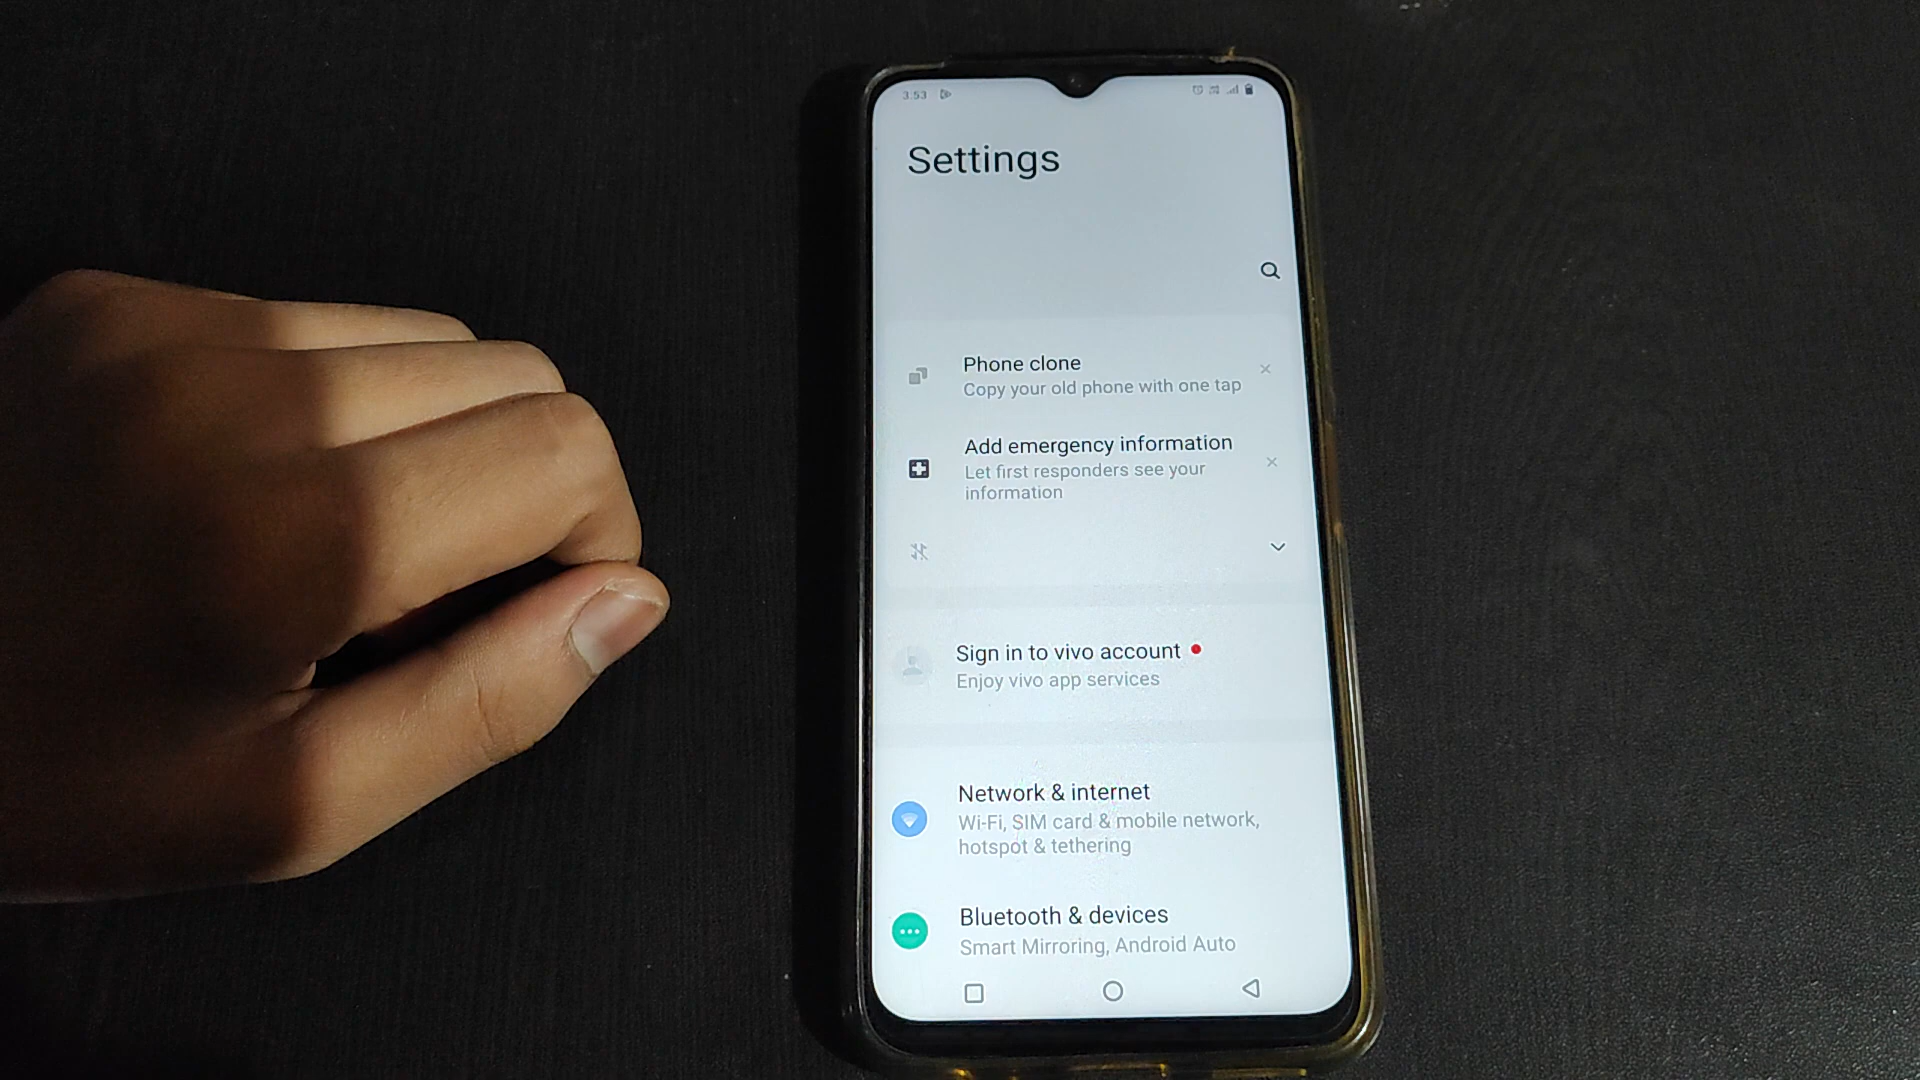 3:53
Settings
Phone clone
Copy your old phone with one tap
Add emergency information
Let first responders see your
information
Sign in to vivo account
Enjoy vivo app services
Network & internet
Wi-Fi, SIM card & mobile network,
hotspot & tethering
Bluetooth & devices
Smart Mirroring, Android Auto